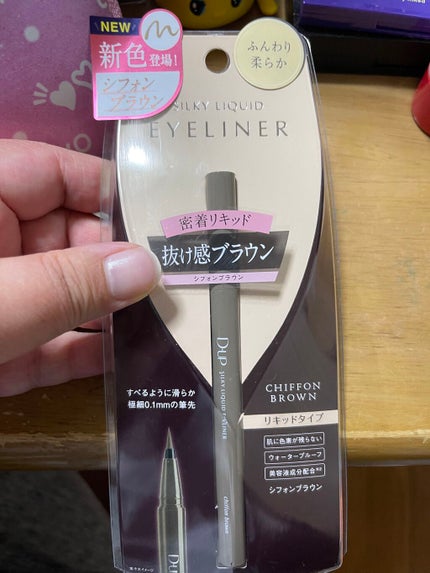 NEW
新色登場!
シフォン
ブラウン
ふんわり
柔らか
SILKY LIQUID
EYELINER
密着リキッド
抜け感ブラウン
シフォンブラウン
D-UP SILKY LIQUID EYELINER
chiffon brown
すべるように滑らか
極細0.1mmの筆先
CHIFFON
BROWN
リキッドタイプ
肌に色素が残らない
ウォータープルーフ
美容液成分配合
シフォンブラウン
D-UP